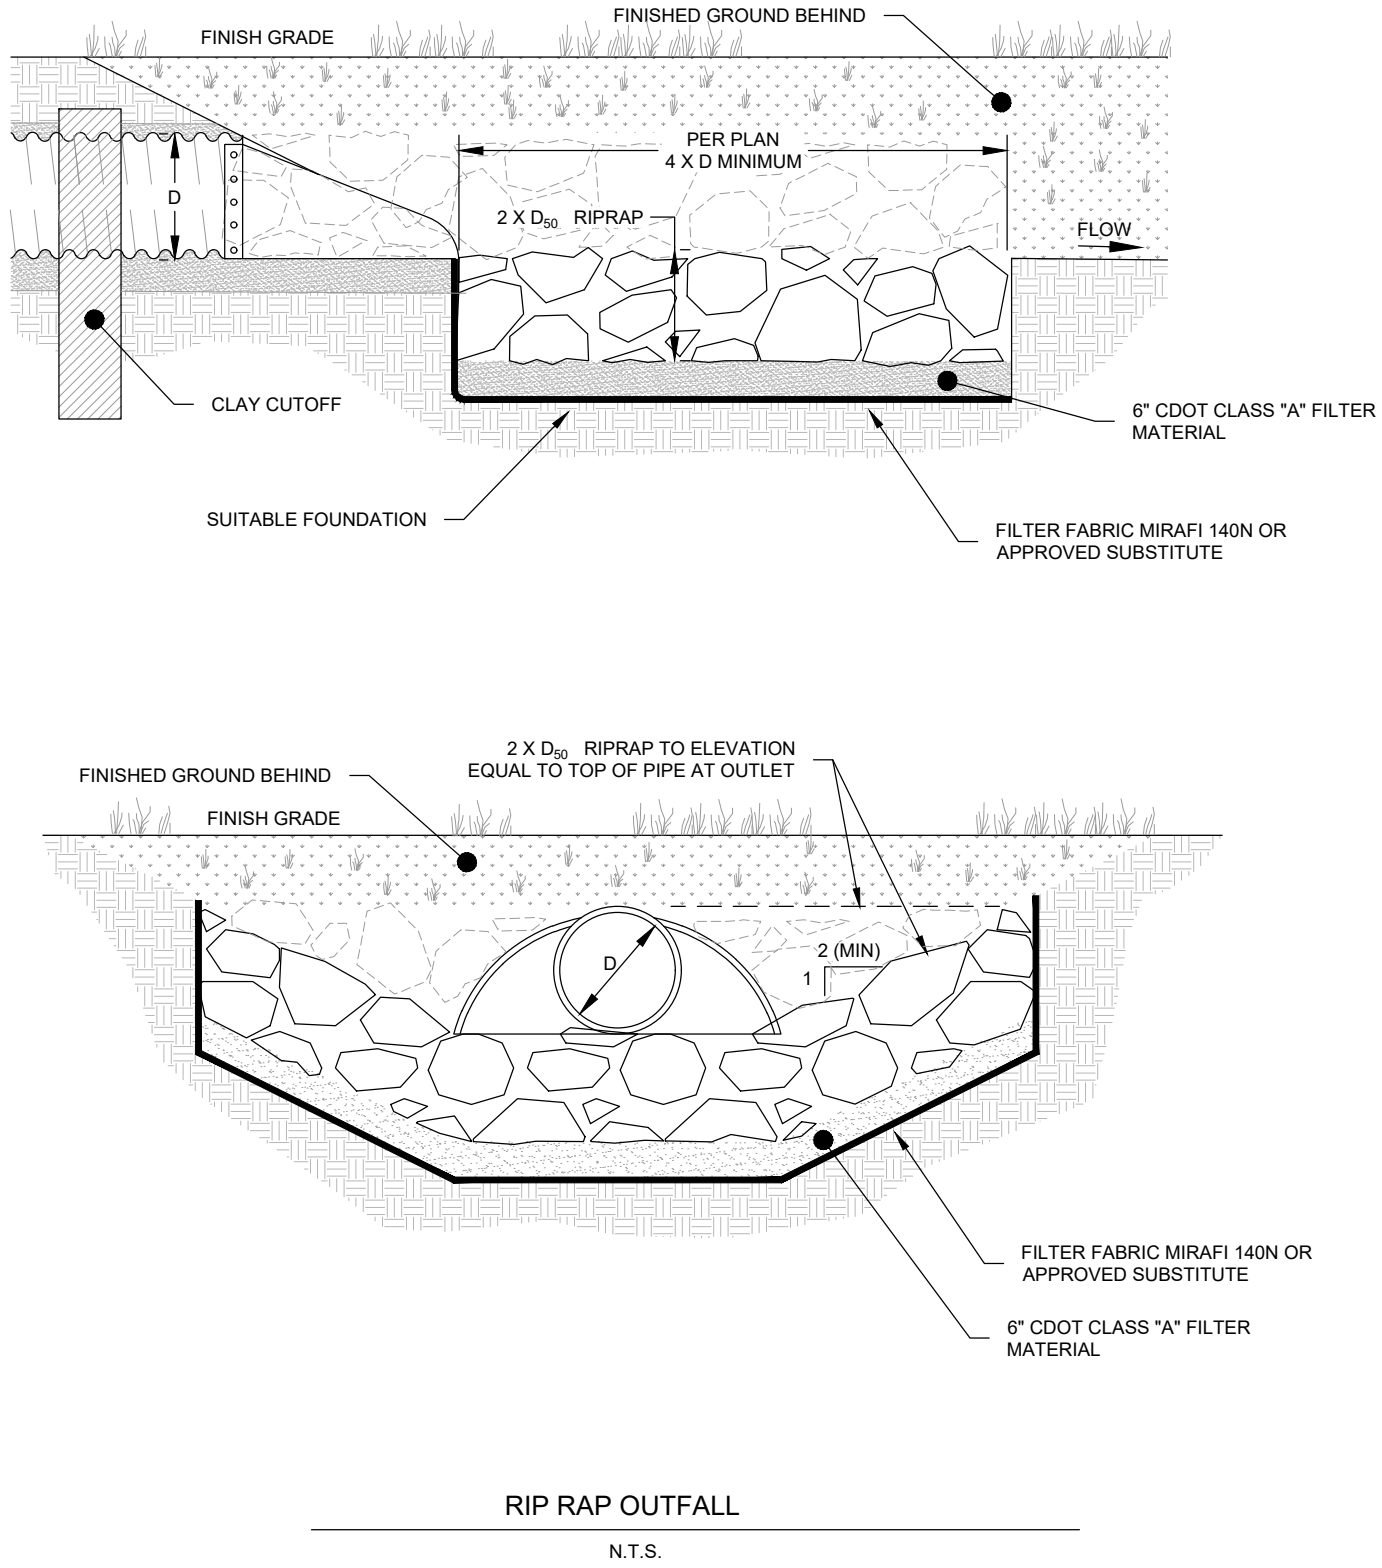 FINISHED GROUND BEHIND
FINISH GRADE
PER PLAN
4 X D MINIMUM
D
2 X D50 RIPRAP
FLOW
CLAY CUTOFF
6" CDOT CLASS "A" FILTER
MATERIAL
SUITABLE FOUNDATION
FILTER FABRIC MIRAFI 140N OR
APPROVED SUBSTITUTE
2 X D50 RIPRAP TO ELEVATION
EQUAL TO TOP OF PIPE AT OUTLET
FINISHED GROUND BEHIND
FINISH GRADE
2 (MIN)
1
D
FILTER FABRIC MIRAFI 140N OR
APPROVED SUBSTITUTE
6" CDOT CLASS "A" FILTER
MATERIAL
RIP RAP OUTFALL
N.T.S.